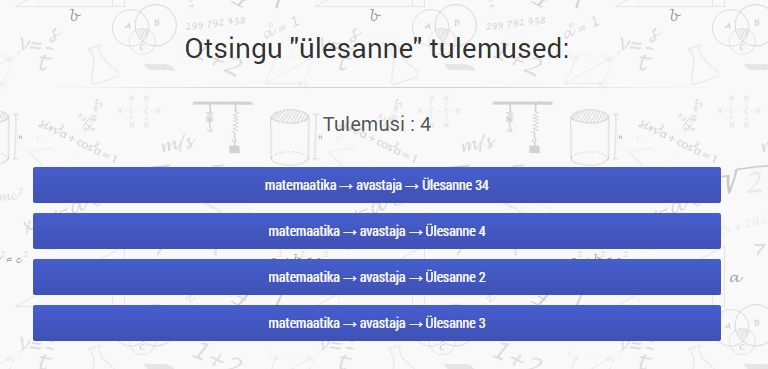 Otsingu "ülesanne" tulemused:
Tulemusi : 4
matemaatika → avastaja → Ülesanne 34
matemaatika → avastaja → Ülesanne 4
matemaatika → avastaja → Ülesanne 2
matemaatika → avastaja → Ülesanne 3